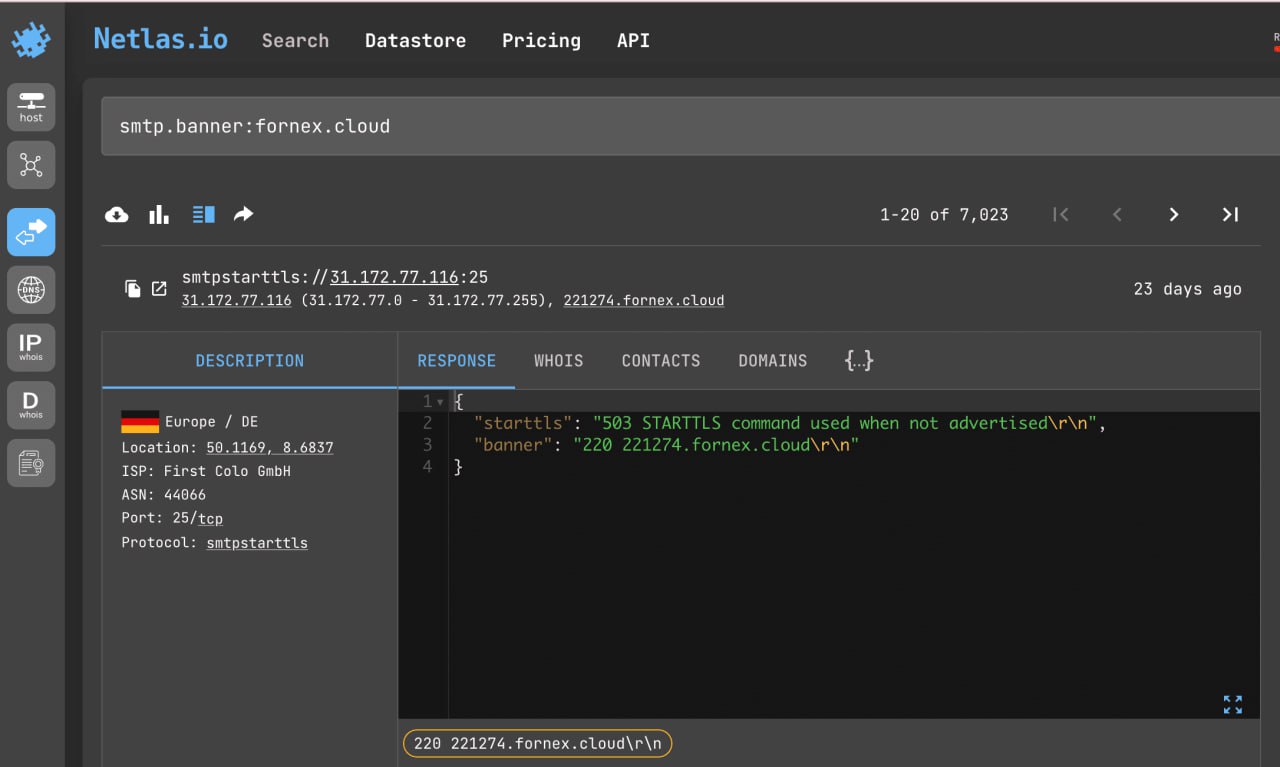 Netlas.io Search Datastore Pricing API
host
smtp.banner:fornex.cloud
1-20 of 7,023
DNS
smtpstarttls://31.172.77.116:25
31.172.77.116 (31.172.77.0 - 31.172.77.255), 221274.fornex.cloud
23 days ago
IP
whois
DESCRIPTION RESPONSE WHOIS CONTACTS DOMAINS {...}
D
whois
Europe / DE
Location: 50.1169, 8.6837
ISP: First Colo GmbH
ASN: 44066
Port: 25/tcp
Protocol: smtpstarttls
1 {
2 "starttls": "503 STARTTLS command used when not advertised\r\n",
3 "banner": "220 221274.fornex.cloud\r\n"
4 }
220 221274.fornex.cloud\r\n